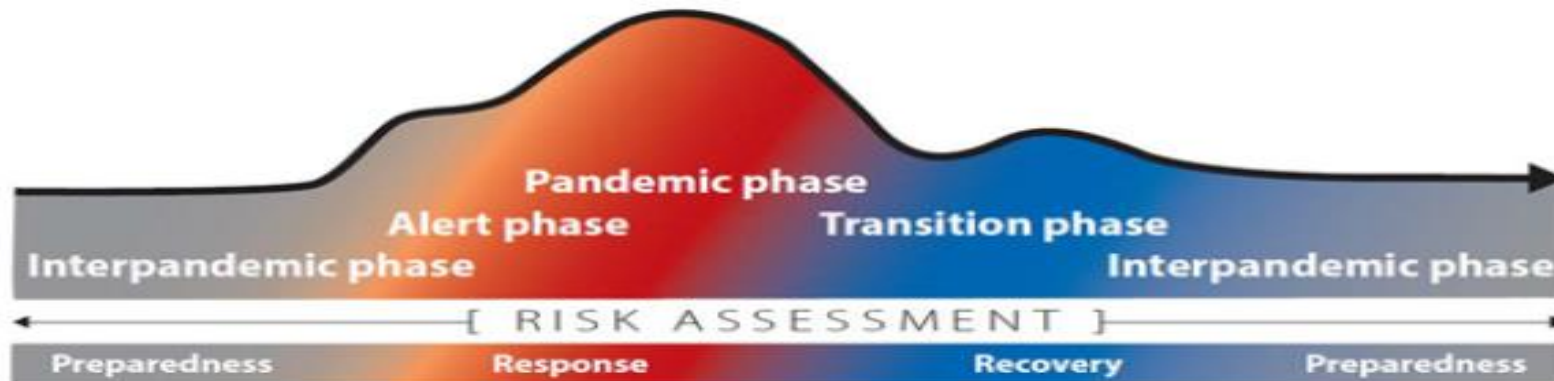 Pandemic phase
Alert phase Transition phase
Interpandemic phase Interpandemic phase
[ RISK ASSESSMENT ]
Preparedness Response Recovery Preparedness